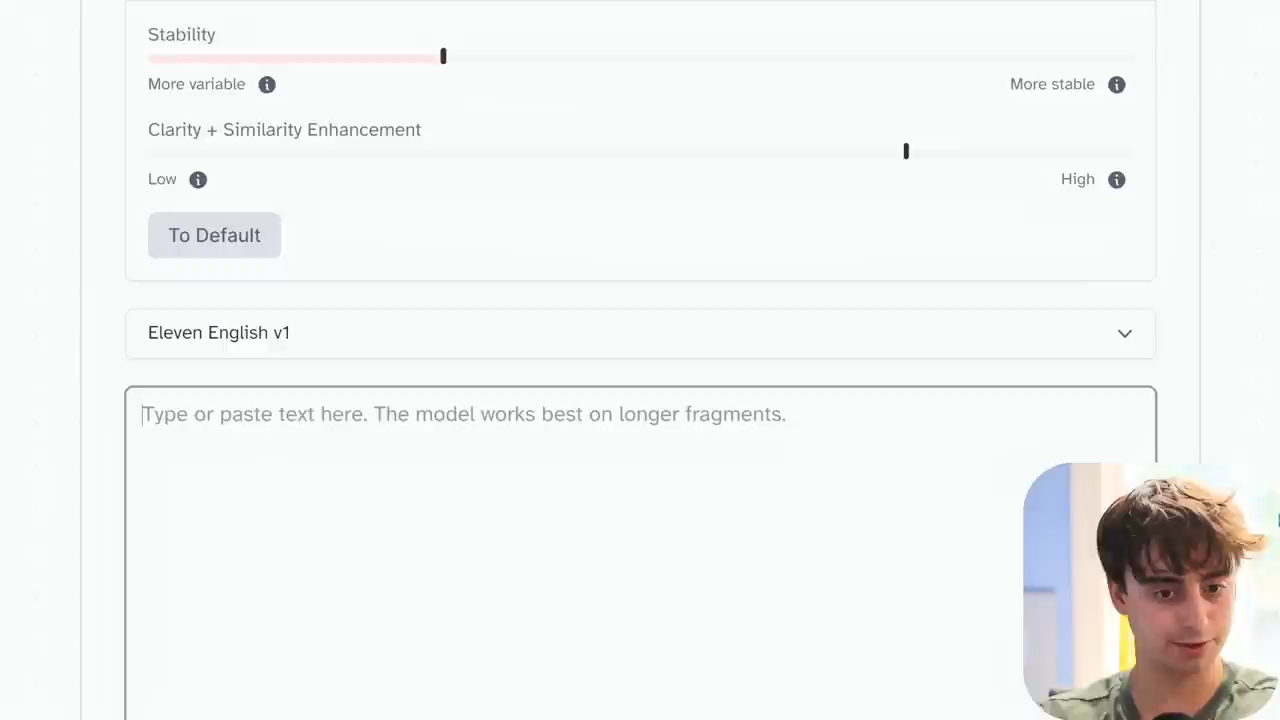 Stability
More variable
More stable
Clarity + Similarity Enhancement
Low
High
To Default
Eleven English v1
Type or paste text here. The model works best on longer fragments.